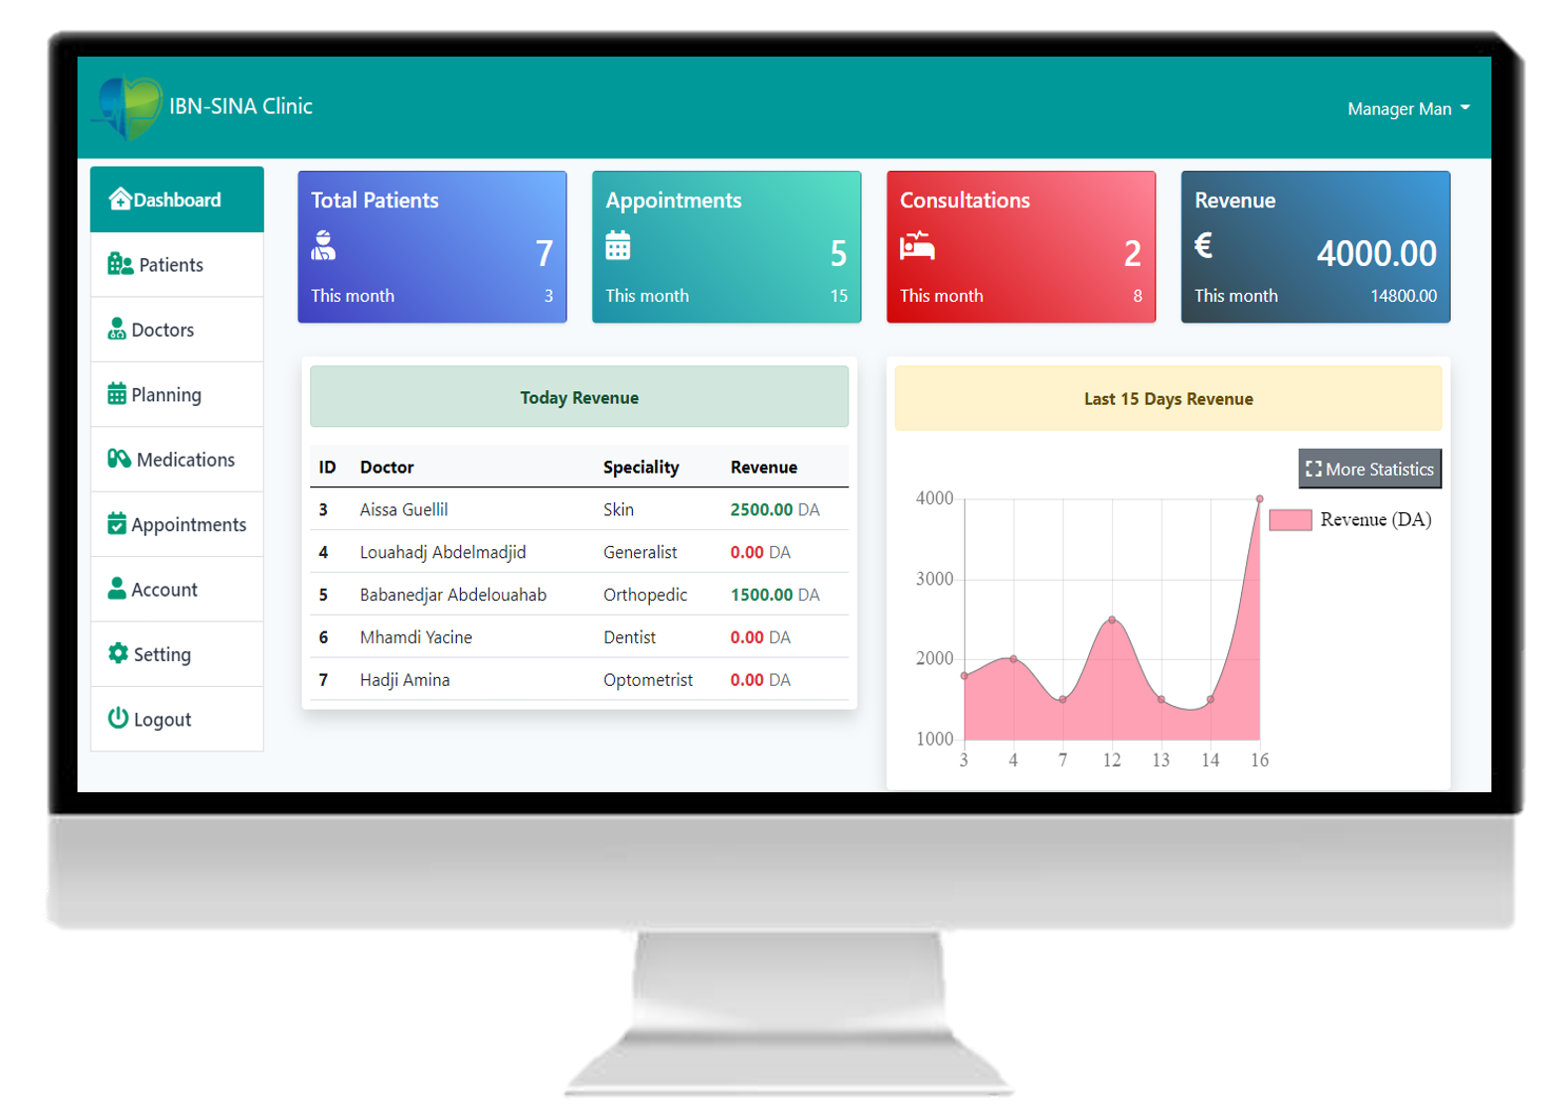 IBN-SINA Clinic
Manager Man
Dashboard
Patients
Doctors
Planning
Medications
Appointments
Account
Setting
Logout
Total Patients
7
This month 3
Appointments
5
This month 15
Consultations
2
This month 8
Revenue
€ 4000.00
This month 14800.00
Today Revenue
ID Doctor Speciality Revenue
3 Aissa Guellil Skin 2500.00 DA
4 Louahadj Abdelmadjid Generalist 0.00 DA
5 Babanedjar Abdelouahab Orthopedic 1500.00 DA
6 Mhamdi Yacine Dentist 0.00 DA
7 Hadji Amina Optometrist 0.00 DA
Last 15 Days Revenue
More Statistics
Revenue (DA)
4000
3000
2000
1000
3 4 7 12 13 14 16